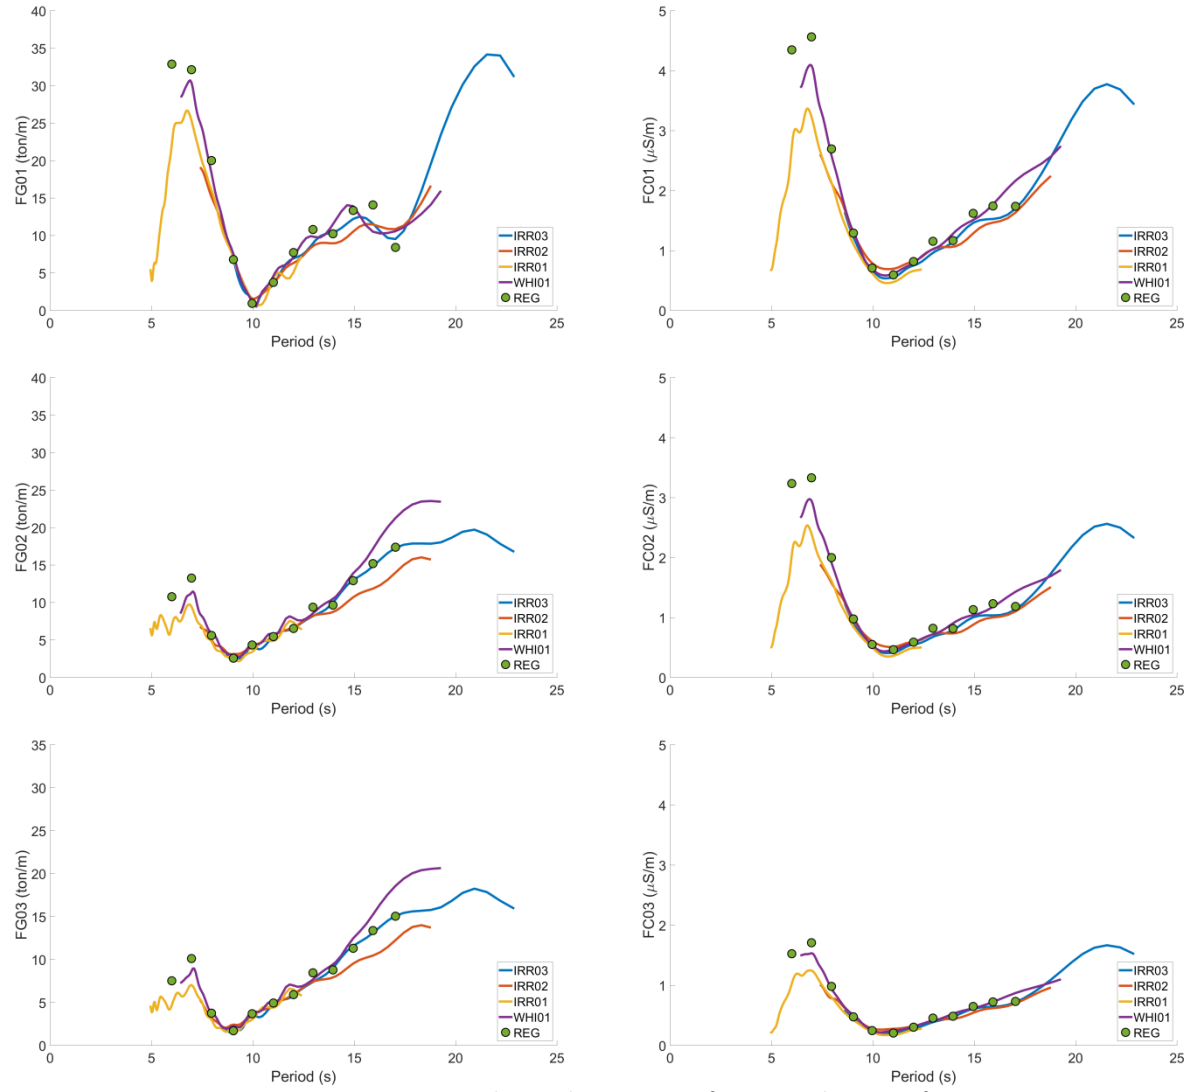 40
35
30
25
20
15
10
5
0
FG01 (ton/m)
0 5 10 15 20 25
Period (s)
IRR03
IRR02
IRR01
WHI01
REG
5
4
3
2
1
0
FC01 (μS/m)
0 5 10 15 20 25
Period (s)
IRR03
IRR02
IRR01
WHI01
REG
40
35
30
25
20
15
10
5
0
FG02 (ton/m)
0 5 10 15 20 25
Period (s)
IRR03
IRR02
IRR01
WHI01
REG
5
4
3
2
1
0
FC02 (μS/m)
0 5 10 15 20 25
Period (s)
IRR03
IRR02
IRR01
WHI01
REG
35
30
25
20
15
10
5
0
FG03 (ton/m)
0 5 10 15 20 25
Period (s)
IRR03
IRR02
IRR01
WHI01
REG
5
4
3
2
1
0
FC03 (μS/m)
0 5 10 15 20 25
Period (s)
IRR03
IRR02
IRR01
WHI01
REG